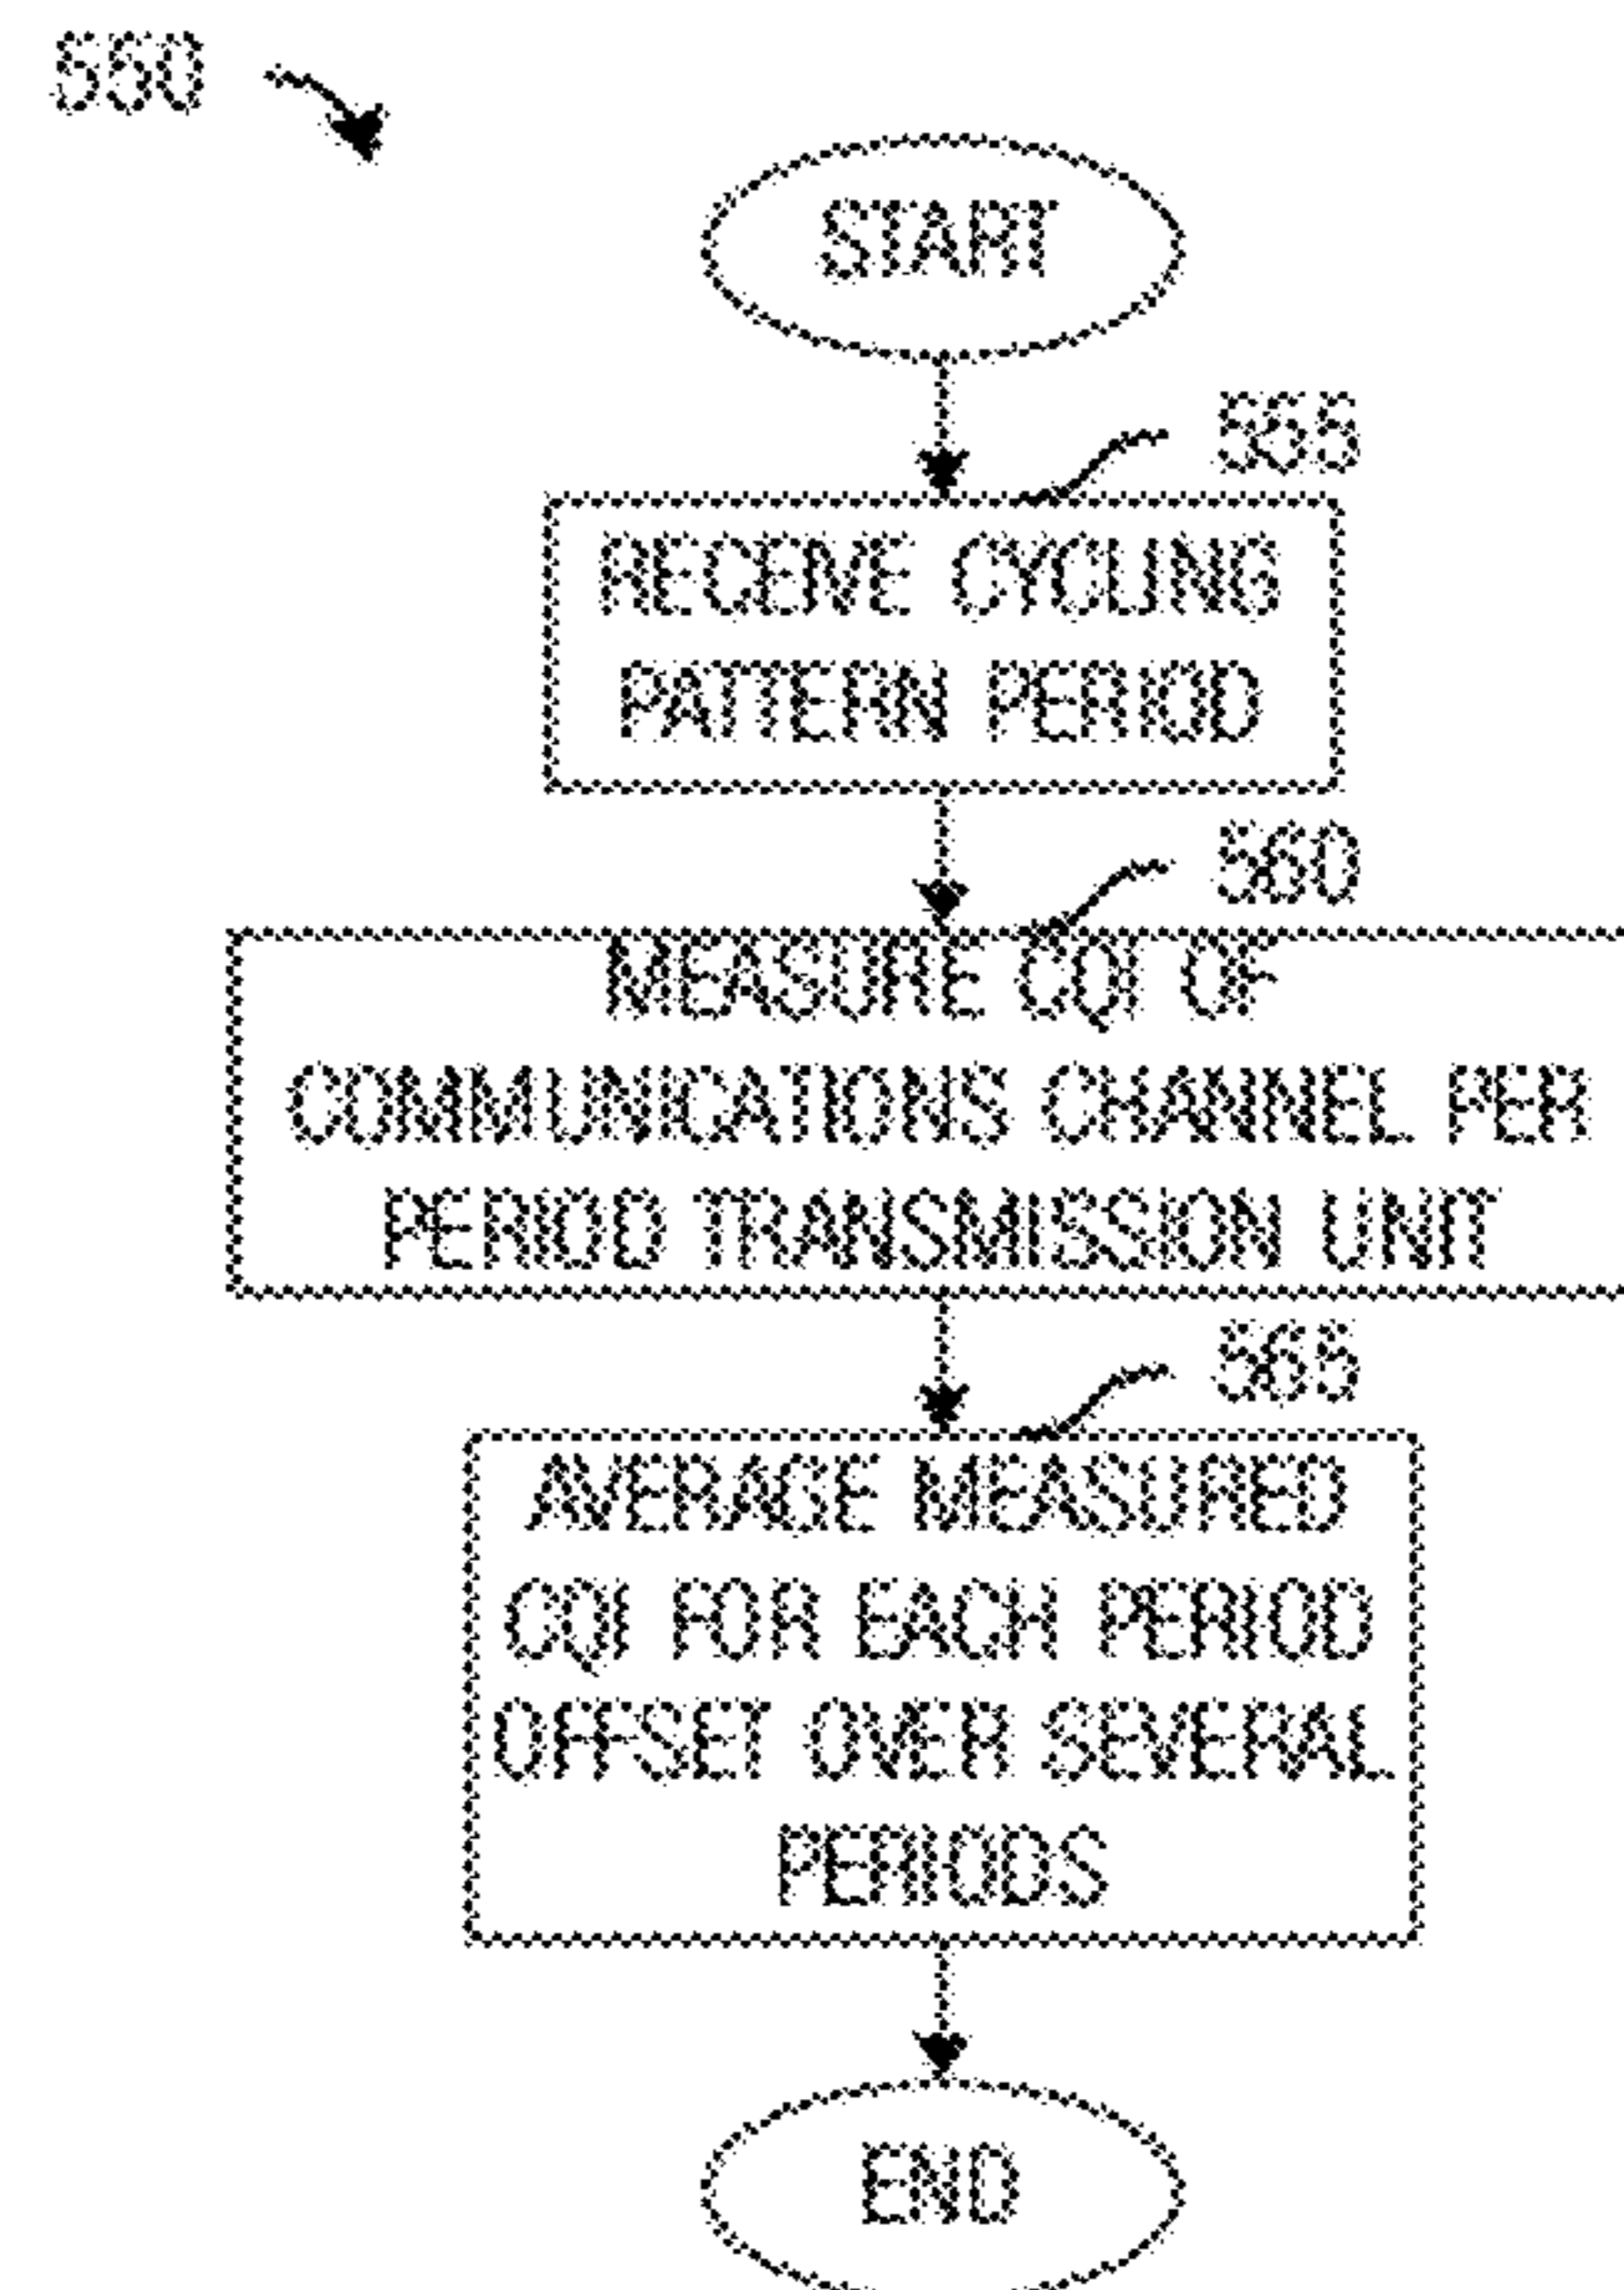 550
START
555
RECEIVE CYCLING
PATTERN PERIOD
560
MEASURE CQI OF
COMMUNICATIONS CHANNEL PER
PERIOD TRANSMISSION UNIT
565
AVERAGE MEASURED
CQI FOR EACH PERIOD
OFFSET OVER SEVERAL
PERIODS
END